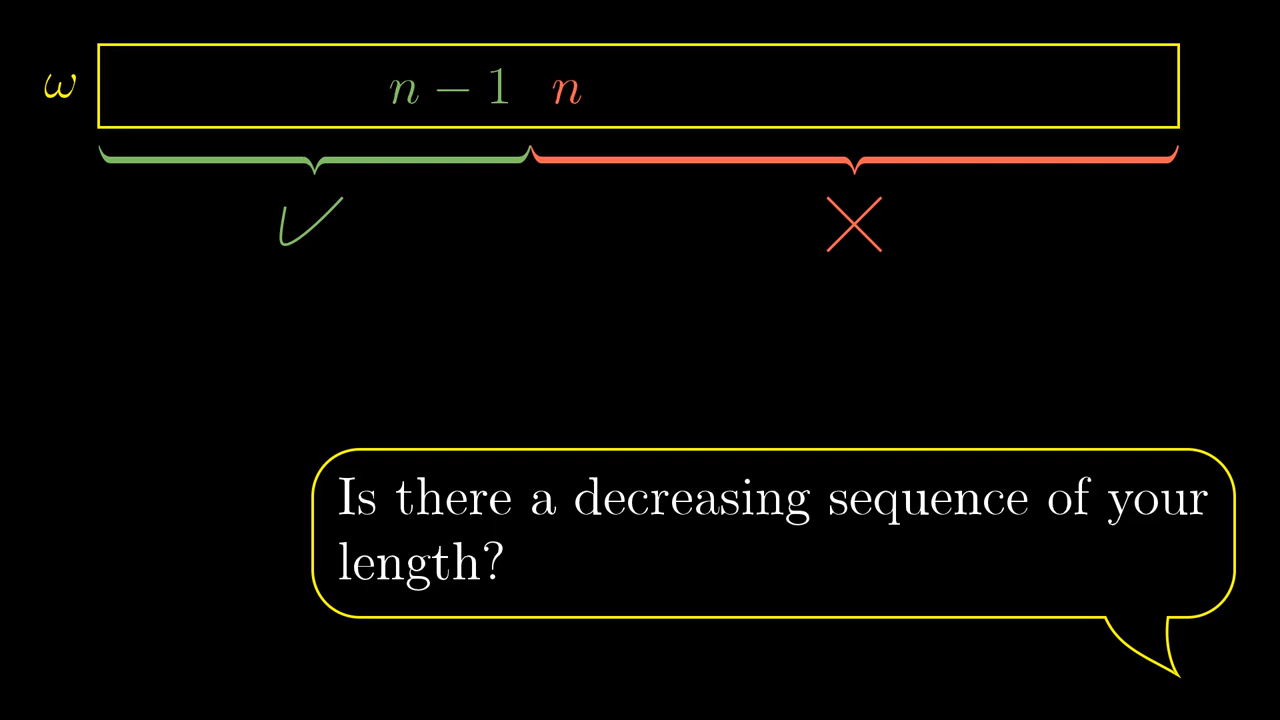 ω n − 1 n
Is there a decreasing sequence of your
length?